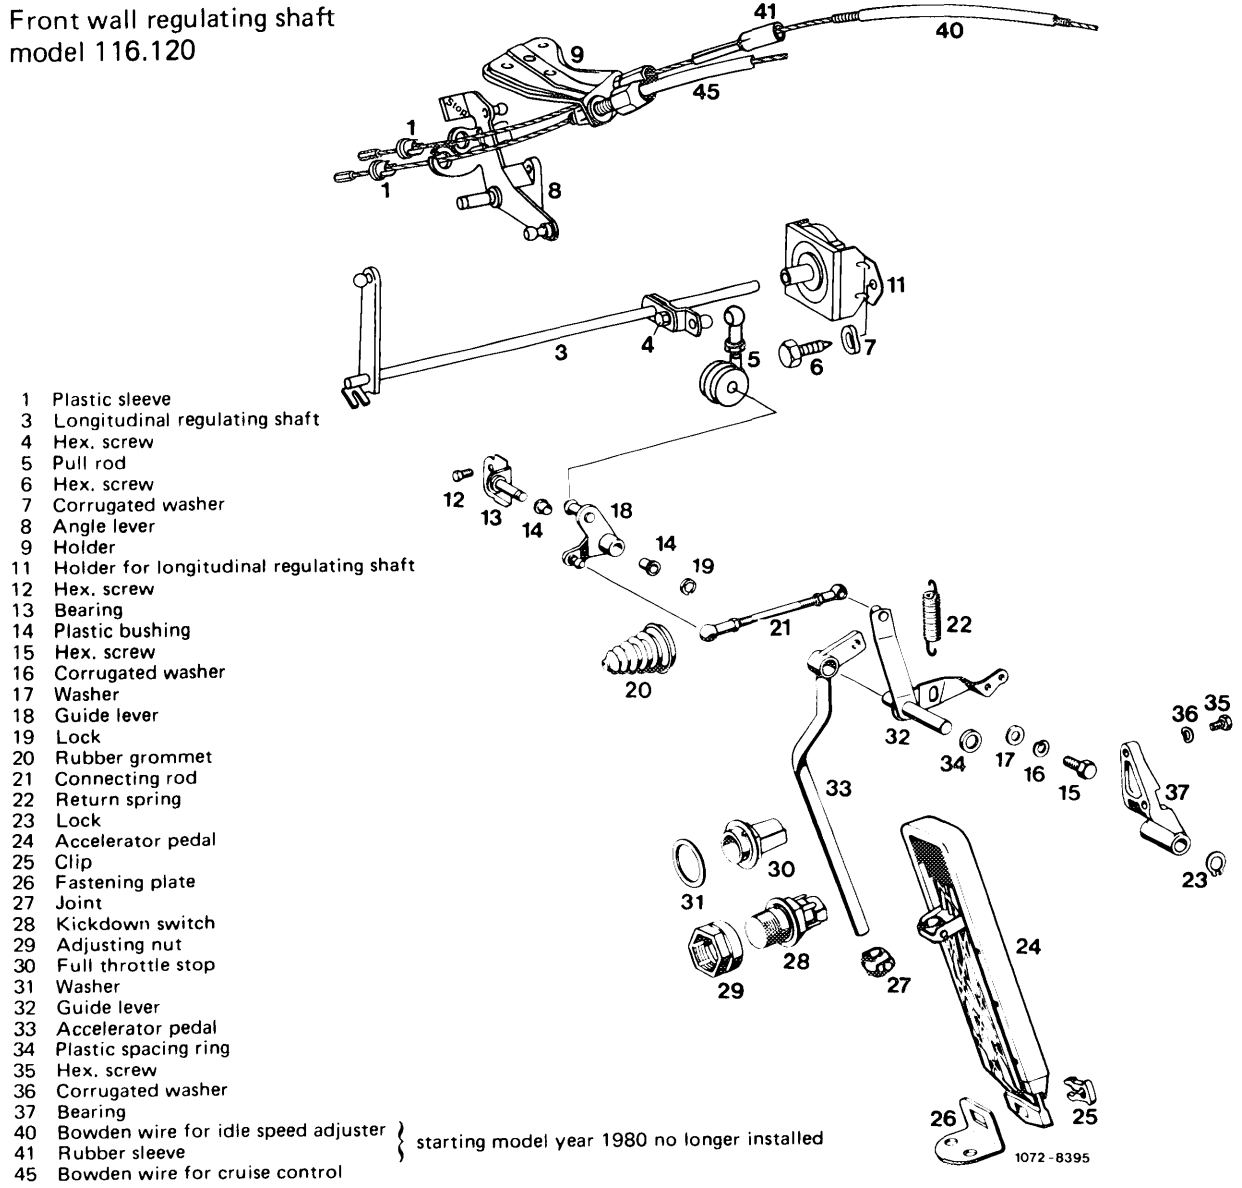 Front wall regulating shaft
model 116.120
41
40
9
45
Stop
1
1
8
11
3
4
5
6
7
1 Plastic sleeve
3 Longitudinal regulating shaft
4 Hex. screw
5 Pull rod
6 Hex. screw
7 Corrugated washer
8 Angle lever
9 Holder
11 Holder for longitudinal regulating shaft
12 Hex. screw
13 Bearing
14 Plastic bushing
15 Hex. screw
16 Corrugated washer
17 Washer
18 Guide lever
19 Lock
20 Rubber grommet
21 Connecting rod
22 Return spring
23 Lock
24 Accelerator pedal
25 Clip
26 Fastening plate
27 Joint
28 Kickdown switch
29 Adjusting nut
30 Full throttle stop
31 Washer
32 Guide lever
33 Accelerator pedal
34 Plastic spacing ring
35 Hex. screw
36 Corrugated washer
37 Bearing
40 Bowden wire for idle speed adjuster
41 Rubber sleeve
starting model year 1980 no longer installed
45 Bowden wire for cruise control
12
13
14
18
14
19
21
22
20
32
34
17
16
15
36
35
37
23
33
30
31
28
29
27
24
25
26
1072-8395